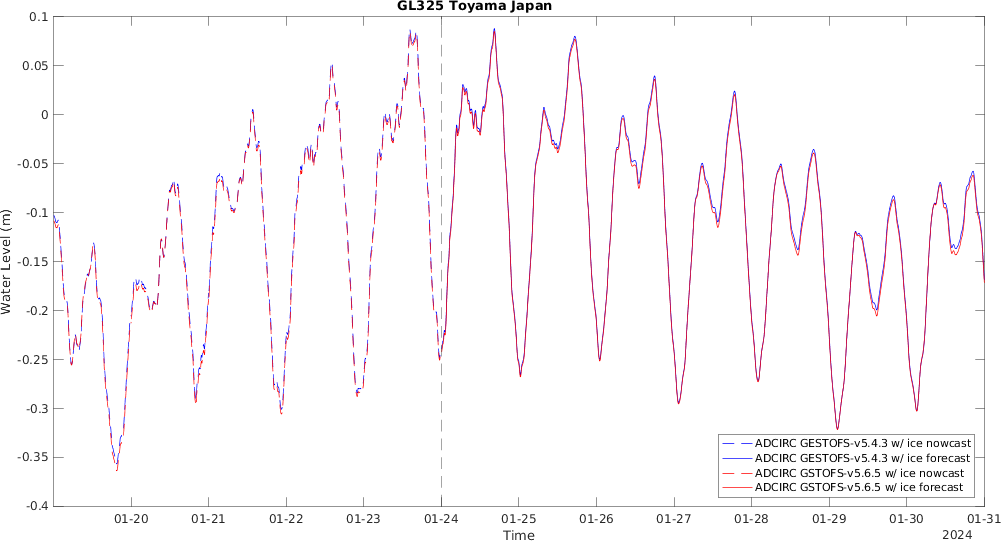 GL325 Toyama Japan
0.1
0.05
0
-0.05
-0.1
-0.15
-0.2
-0.25
-0.3
-0.35
-0.4
Water Level (m)
ADCIRC GESTOFS-v5.4.3 w/ ice nowcast
ADCIRC GESTOFS-v5.4.3 w/ ice forecast
ADCIRC GSTOFS-v5.6.5 w/ ice nowcast
ADCIRC GSTOFS-v5.6.5 w/ ice forecast
01-20 01-21 01-22 01-23 01-24 01-25 01-26 01-27 01-28 01-29 01-30 01-31
Time
2024